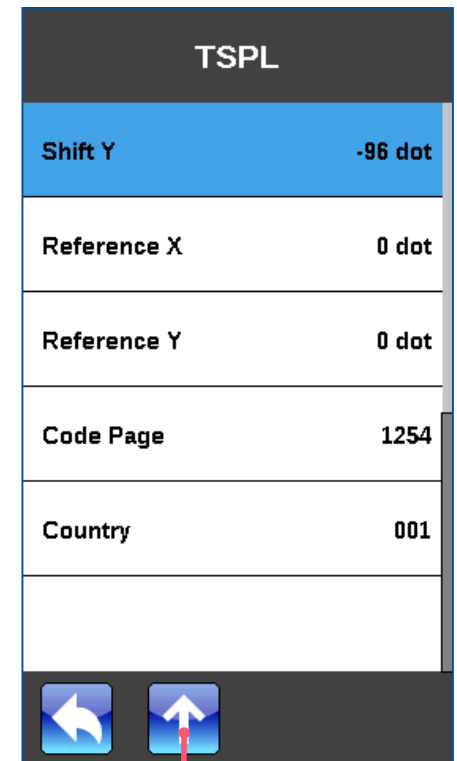 TSPL
Shift Y -96 dot
Reference X 0 dot
Reference Y 0 dot
Code Page 1254
Country 001